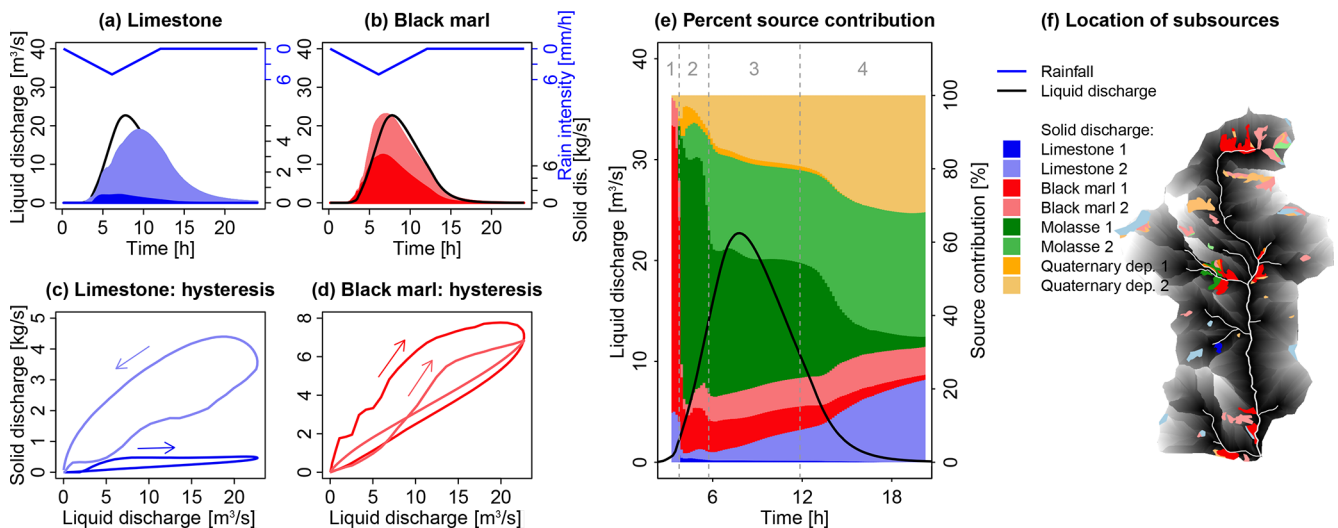 (a) Limestone
(b) Black marl
(e) Percent source contribution
(f) Location of subsources
Liquid discharge [m³/s]
40
30
20
10
0
0
6
4
2
0
0
5
10
15
20
Time [h]
40
30
20
10
0
0
6
6
0
Rain intensity [mm/h]
Solid dis. [kg/s]
0
5
10
15
20
Time [h]
(c) Limestone: hysteresis
Solid discharge [kg/s]
5
4
3
2
1
0
0
5
10
15
20
Liquid discharge [m³/s]
(d) Black marl: hysteresis
8
6
4
2
0
0
5
10
15
20
Liquid discharge [m³/s]
Liquid discharge [m³/s]
40
30
20
10
0
1
2
3
4
100
80
60
40
20
0
Source contribution [%]
6
12
18
Time [h]
Rainfall
Liquid discharge
Solid discharge:
Limestone 1
Limestone 2
Black marl 1
Black marl 2
Molasse 1
Molasse 2
Quaternary dep. 1
Quaternary dep. 2